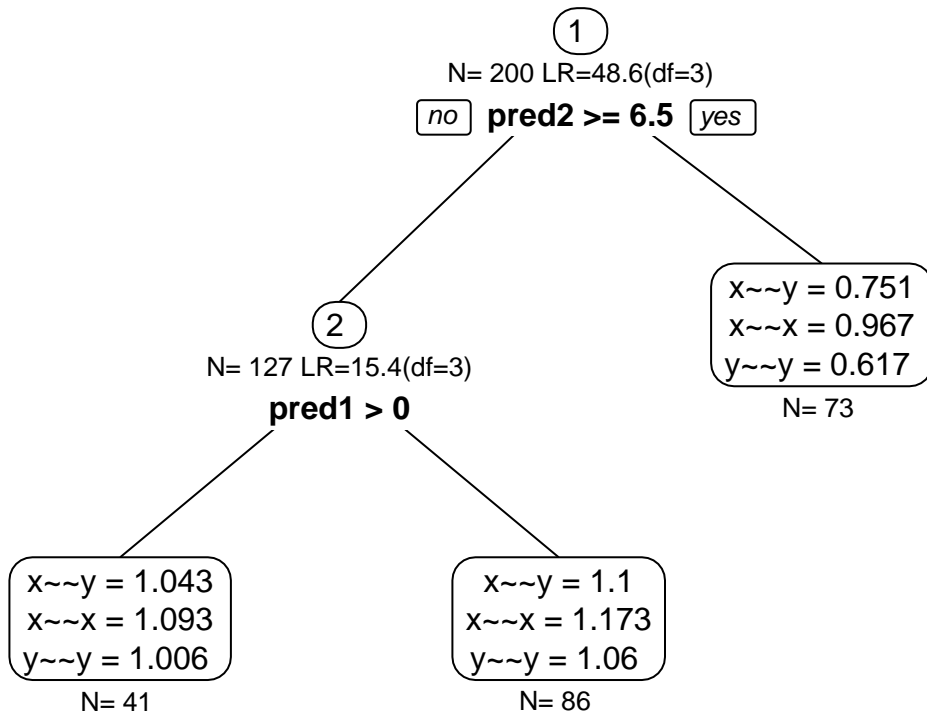 1
N= 200 LR=48.6(df=3)
no pred2 >= 6.5 yes
x~~y = 0.751
x~~x = 0.967
y~~y = 0.617
N= 73
2
N= 127 LR=15.4(df=3)
pred1 > 0
x~~y = 1.043
x~~x = 1.093
y~~y = 1.006
N= 41
x~~y = 1.1
x~~x = 1.173
y~~y = 1.06
N= 86